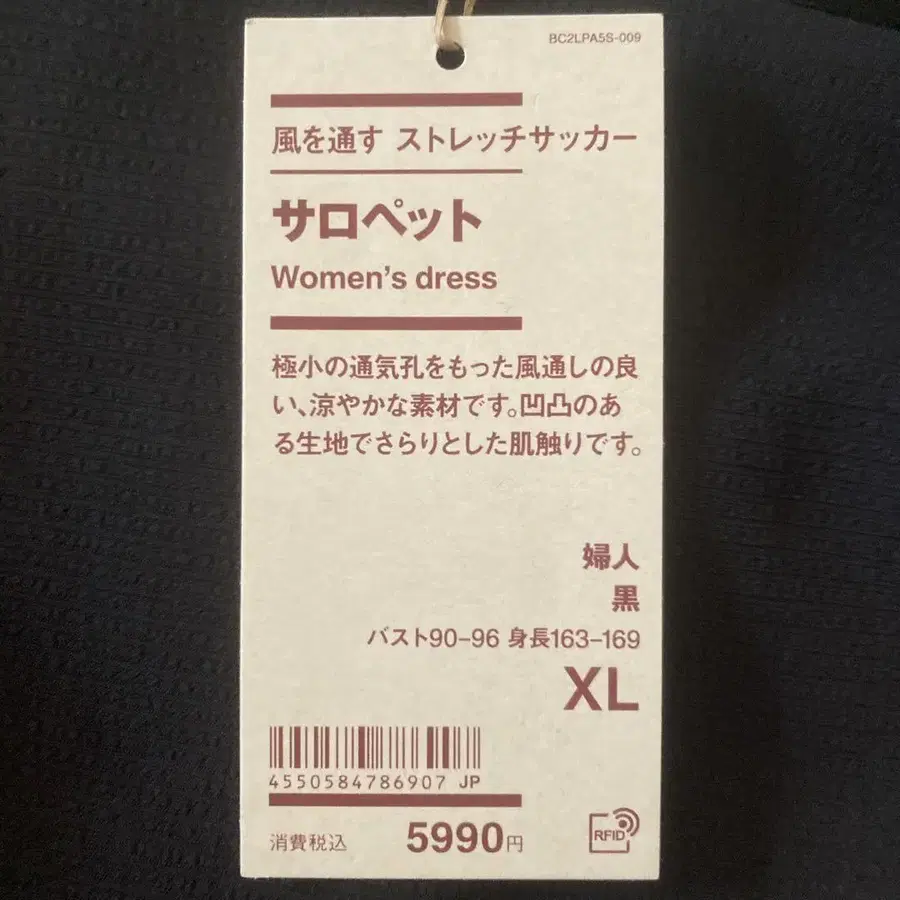 BC2LPA5S-009
風を通す ストレッチサッカー
サロペット
Women's dress
極小の通気孔をもった風通しの良
い、涼やかな素材です。凹凸のあ
る生地でさらりとした肌触りです。
婦人
黒
バスト90-96 身長163-169
XL
4550584786907 JP
消費税込 5990円
RFID